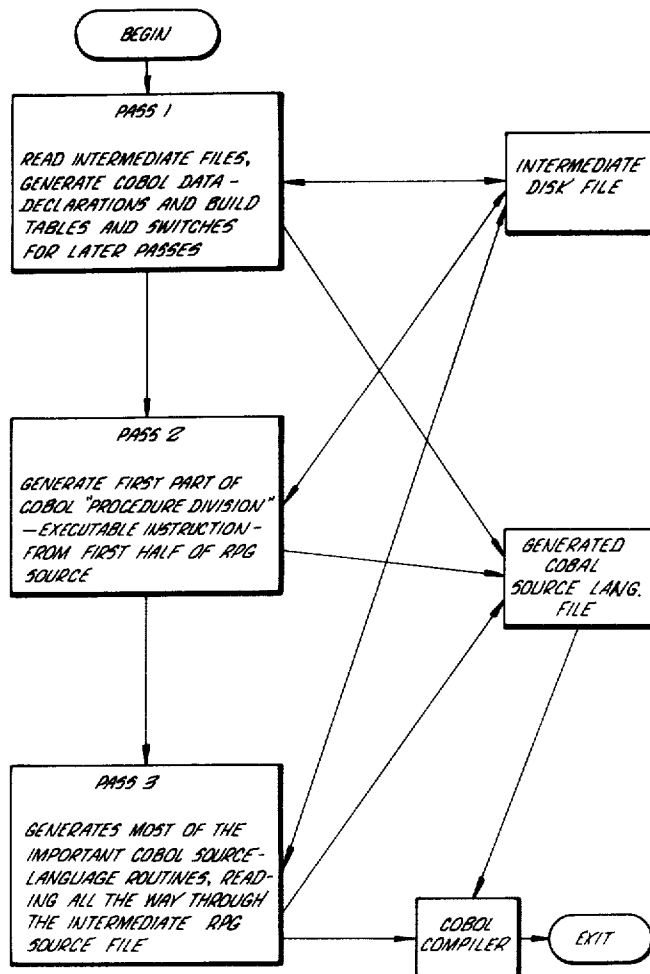 BEGIN
PASS 1
READ INTERMEDIATE FILES,
GENERATE COBOL DATA-
DECLARATIONS AND BUILD
TABLES AND SWITCHES
FOR LATER PASSES
INTERMEDIATE
DISK FILE
PASS 2
GENERATE FIRST PART OF
COBOL "PROCEDURE DIVISION"
—EXECUTABLE INSTRUCTION-
FROM FIRST HALF OF RPG
SOURCE
GENERATED
COBAL
SOURCE LANG.
FILE
PASS 3
GENERATES MOST OF THE
IMPORTANT COBOL SOURCE-
LANGUAGE ROUTINES, READ-
ING ALL THE WAY THROUGH
THE INTERMEDIATE RPG
SOURCE FILE
COBOL
COMPILER
EXIT